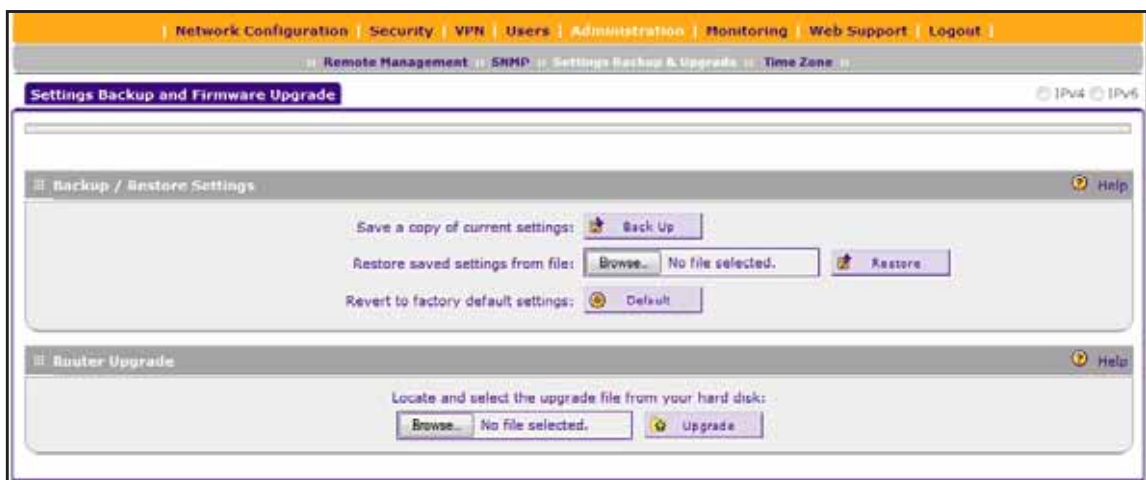 Network Configuration | Security | VPN | Users | Administration | Monitoring | Web Support | Logout |
:: Remote Management :: SNMP :: Settings Backup & Upgrade :: Time Zone ::
Settings Backup and Firmware Upgrade IPv4 IPv6
Backup / Restore Settings Help
Save a copy of current settings: Back Up
Restore saved settings from file: Browse... No file selected. Restore
Revert to factory default settings: Default
Router Upgrade Help
Locate and select the upgrade file from your hard disk:
Browse... No file selected. Upgrade